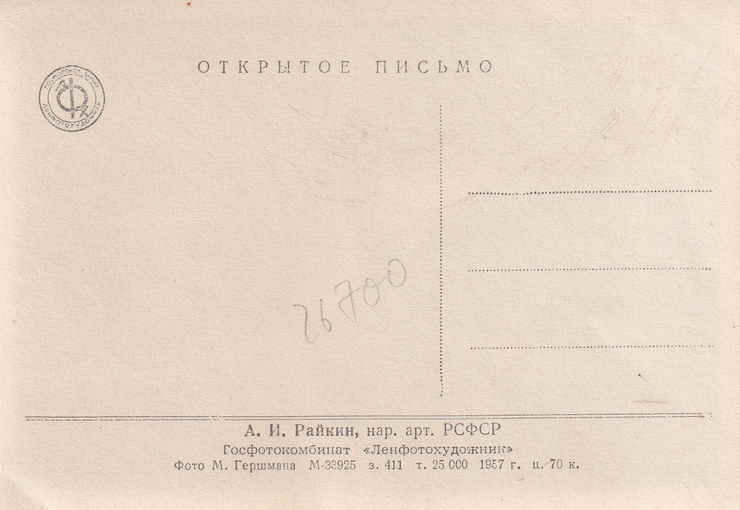 ОТКРЫТОЕ ПИСЬМО
26700
А. И. Райкин, нар. арт. РСФСР
Госфотокомбинат «Ленфотохудожник»
Фото М. Гершмана М-33925 з. 411 т. 25 000 1957 г. ц. 70 к.